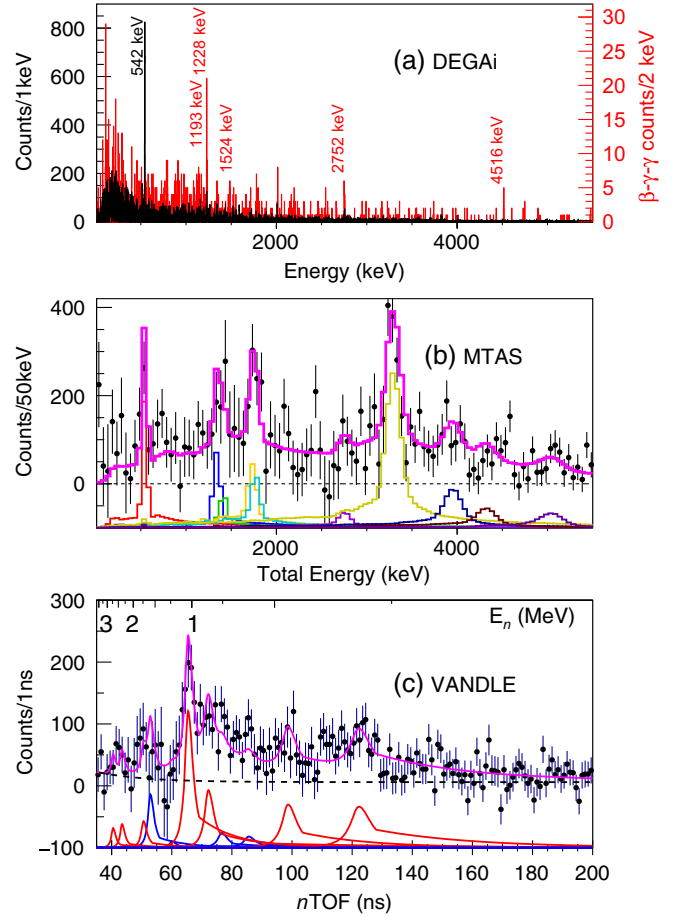 800
600
400
200
0
Counts/1keV
542 keV
1193 keV
1228 keV
1524 keV
2752 keV
4516 keV
(a) DEGAi
30
25
20
15
10
5
0
β-γ-γ counts/2 keV
2000
4000
Energy (keV)
400
200
0
Counts/50keV
(b) MTAS
2000
4000
Total Energy (keV)
300
200
100
0
−100
Counts/1ns
3
2
1
E_n (MeV)
(c) VANDLE
40
60
80
100
120
140
160
180
200
nTOF (ns)